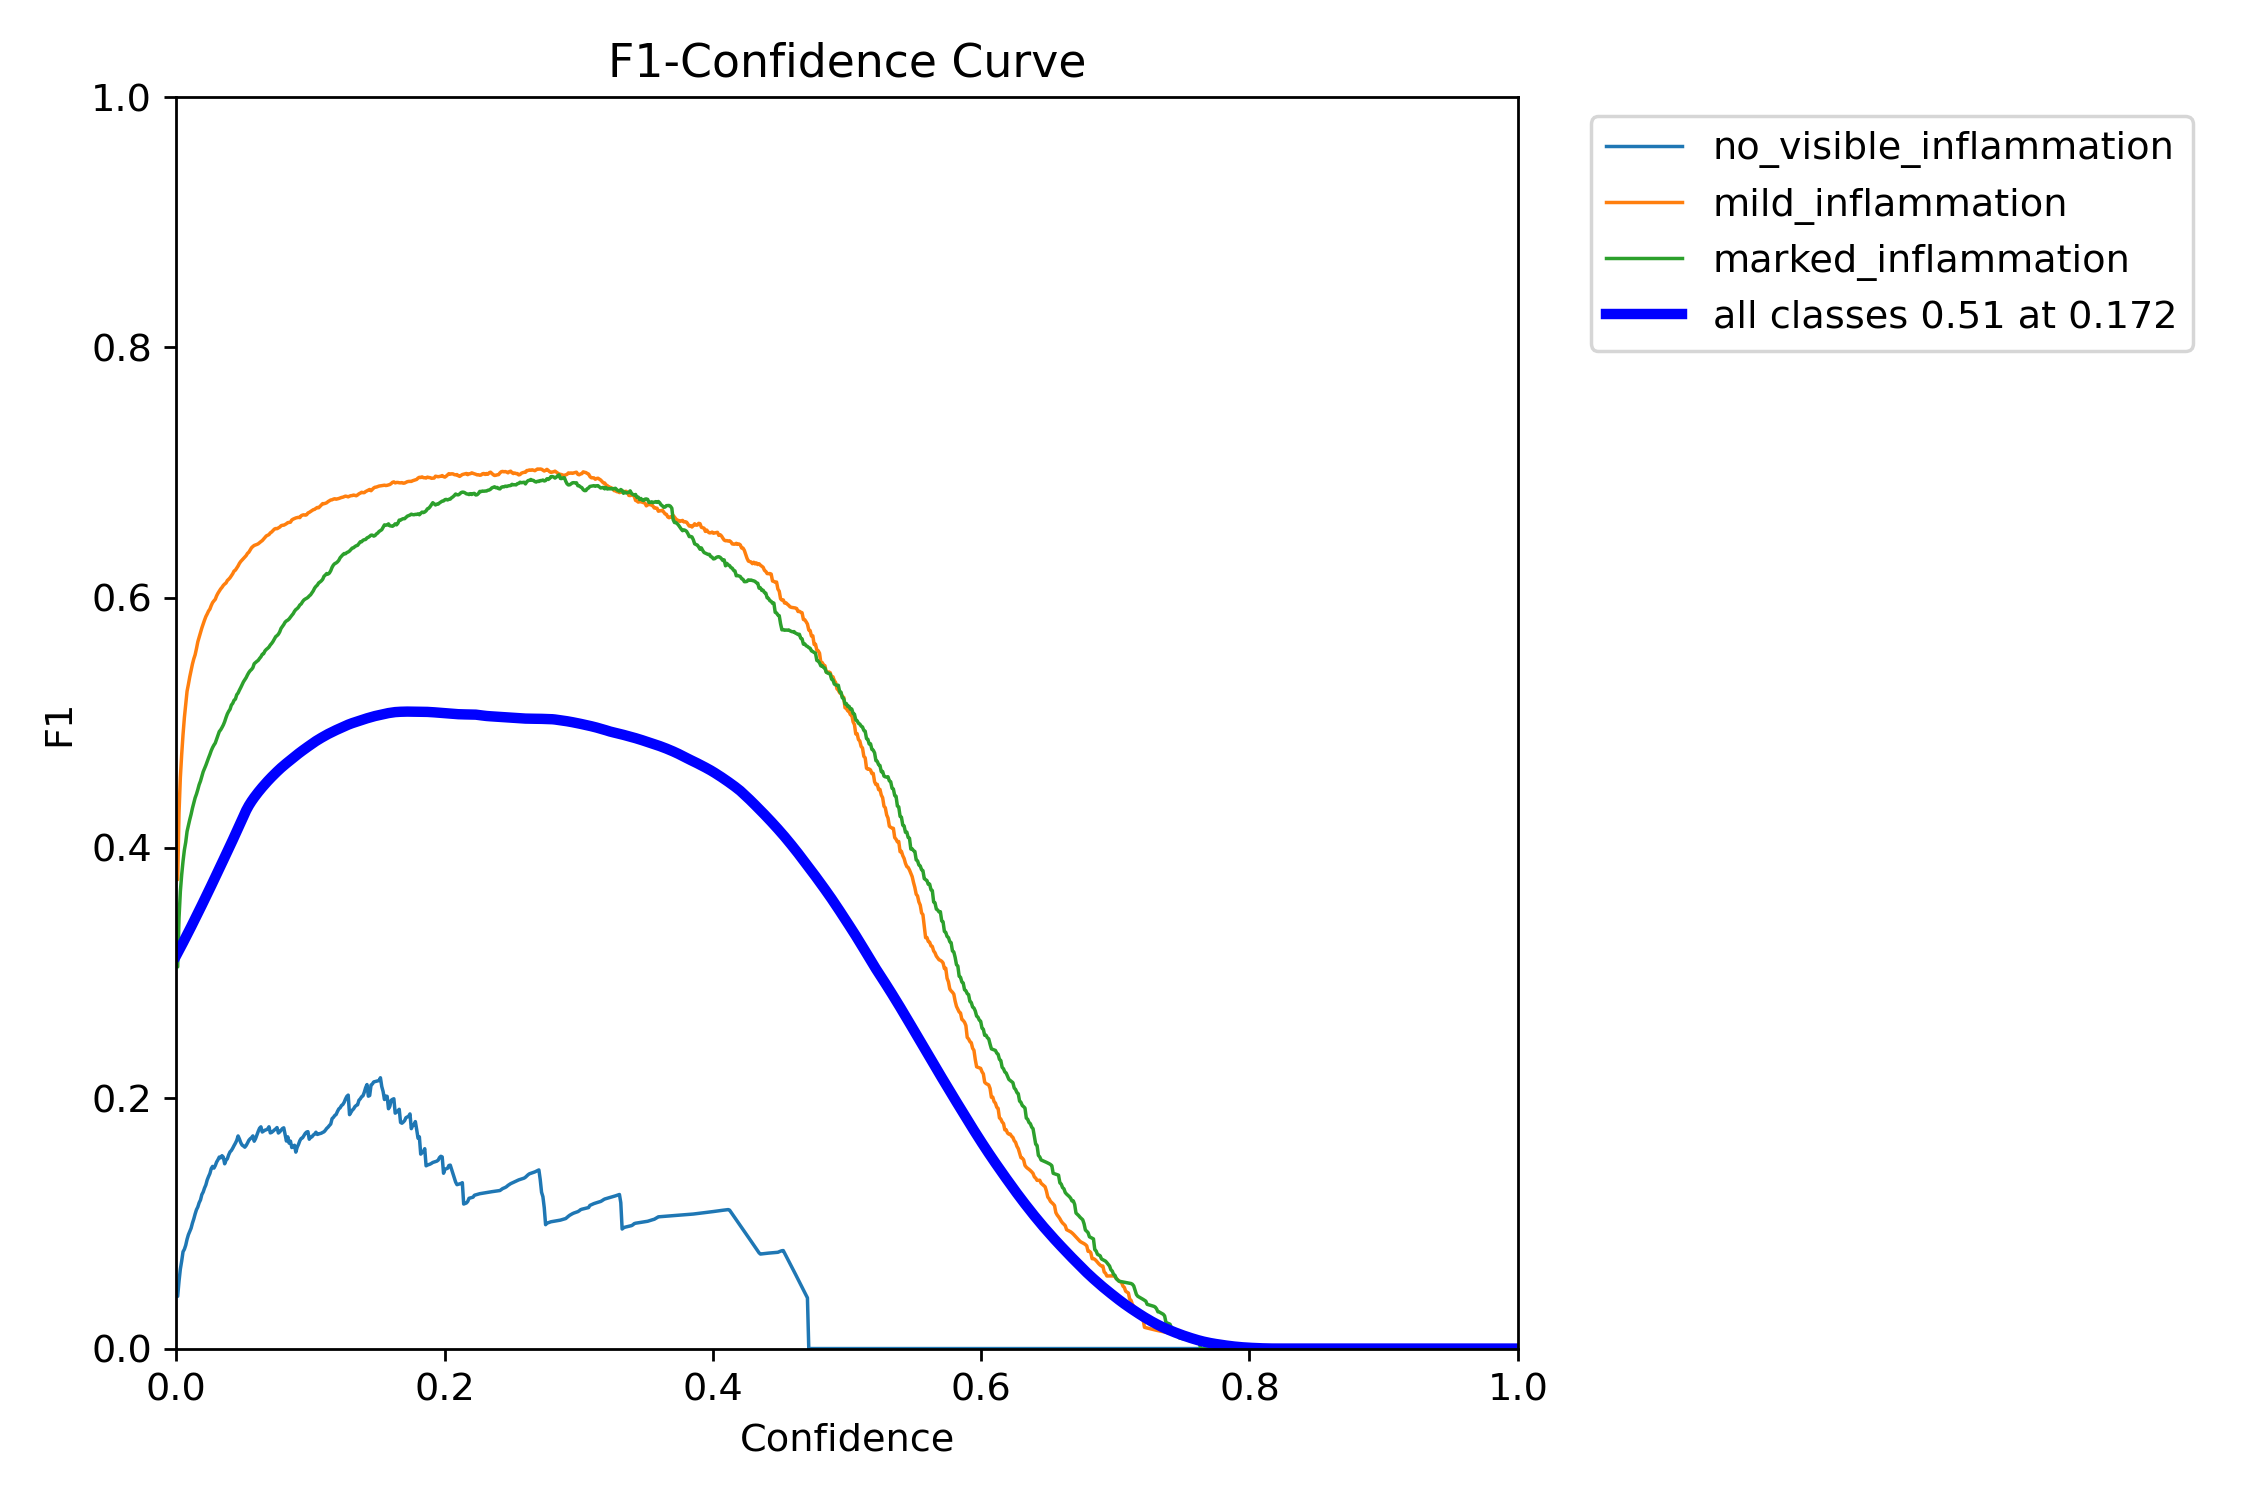 F1-Confidence Curve
1.0
0.8
0.6
0.4
0.2
0.0
F1
0.0 0.2 0.4 0.6 0.8 1.0
Confidence
no_visible_inflammation
mild_inflammation
marked_inflammation
all classes 0.51 at 0.172